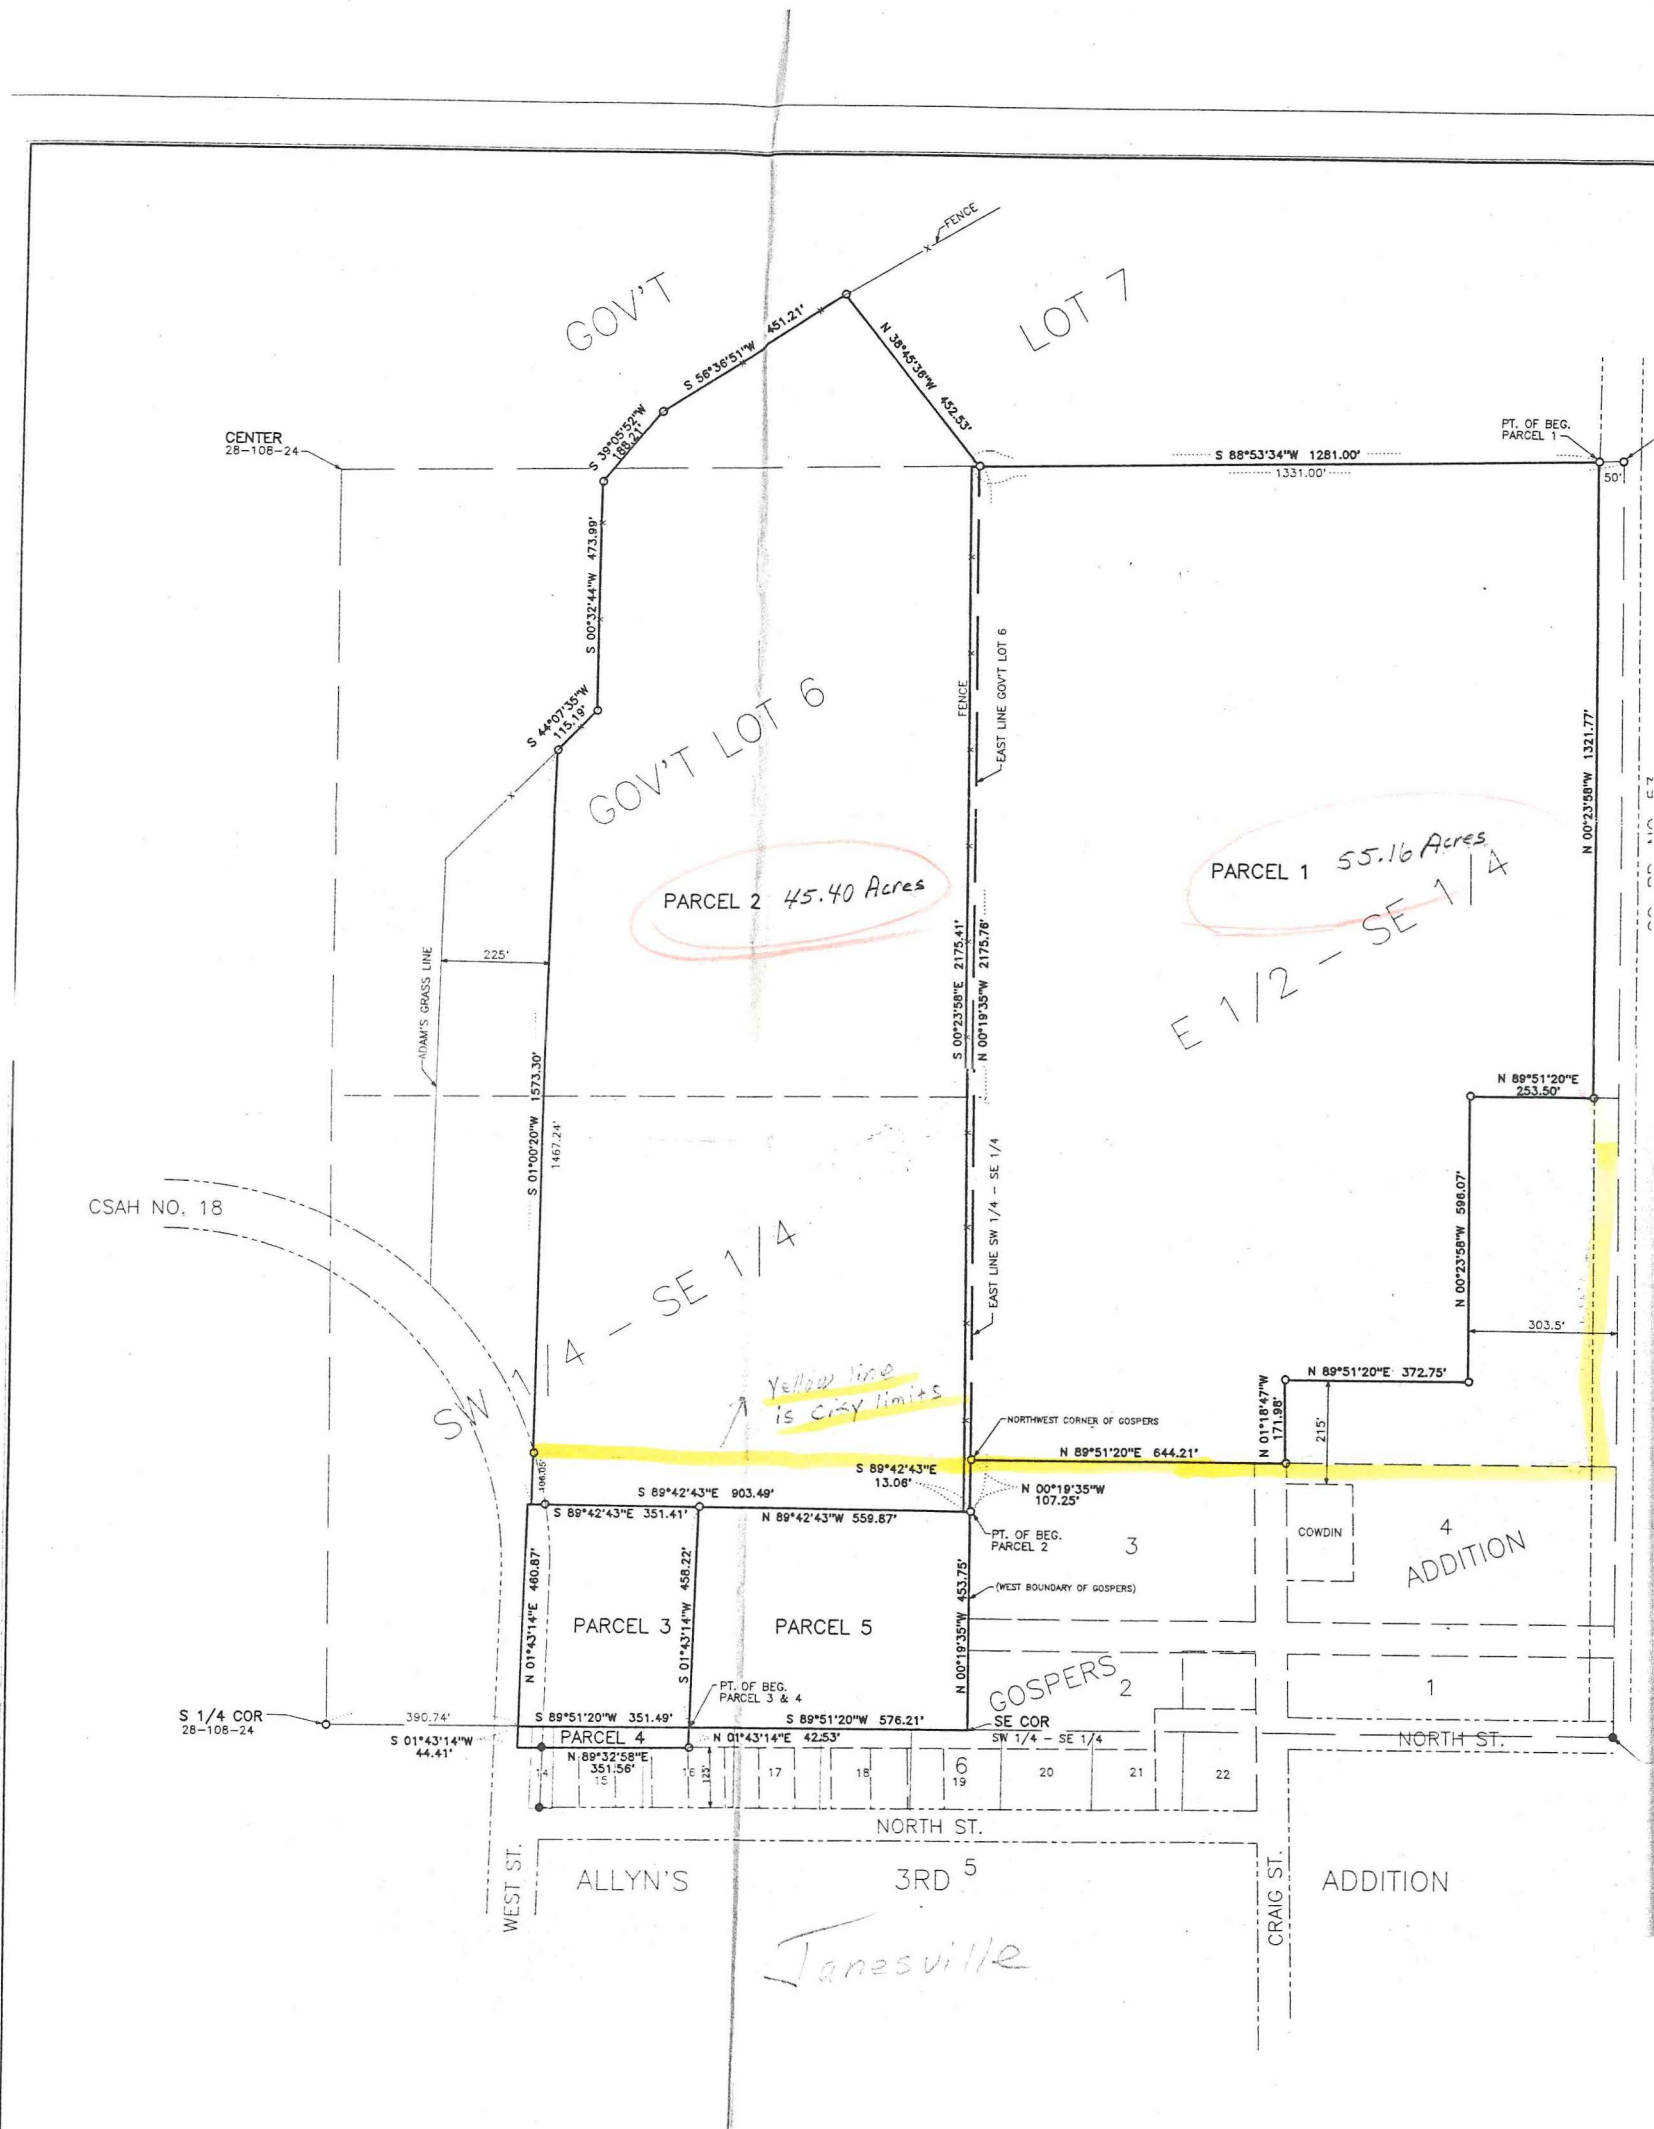 FENCE
GOV'T
LOT 7
S 56°36'51"W 451.21'
N 38°45'36"W 452.53'
S 39°05'52"W
188.21'
CENTER
28-108-24
PT. OF BEG.
PARCEL 1
S 88°53'34"W 1281.00'
1331.00'
50'
S 00°32'44"W 473.99'
FENCE
EAST LINE GOV'T LOT 6
S 44°07'35"W
115.19'
GOV'T LOT 6
N 00°23'58"W 1321.77'
PARCEL 2 45.40 Acres
PARCEL 1 55.16 Acres
E 1/2 - SE 1/4
225'
ADAM'S GRASS LINE
S 00°23'58"E 2175.41'
N 00°19'35"W 2175.76'
S 01°00'20"W 1573.30'
1467.24'
N 89°51'20"E
253.50'
CSAH NO. 18
EAST LINE SW 1/4 - SE 1/4
N 00°23'58"W 596.07'
303.5'
SW 1/4 - SE 1/4
Yellow line
is city limits
N 89°51'20"E 372.75'
N 01°18'47"W
171.98'
215'
NORTHWEST CORNER OF GOSPERS
N 89°51'20"E 644.21'
S 89°42'43"E
13.06'
N 00°19'35"W
107.25'
106.05'
S 89°42'43"E 903.49'
S 89°42'43"E 351.41'
N 89°42'43"W 559.87'
PT. OF BEG.
PARCEL 2
3
COWDIN
4
ADDITION
N 01°43'14"E 460.87'
S 01°43'14"W 458.22'
N 00°19'35"W 453.75'
(WEST BOUNDARY OF GOSPERS)
PARCEL 3
PARCEL 5
GOSPERS
2
1
PT. OF BEG.
PARCEL 3 & 4
S 1/4 COR
28-108-24
390.74'
S 89°51'20"W 351.49'
S 89°51'20"W 576.21'
SE COR
SW 1/4 - SE 1/4
S 01°43'14"W
44.41'
PARCEL 4
N 01°43'14"E 42.53'
NORTH ST.
N 89°32'58"E
351.56'
14
15
16
125'
17
18
6
19
20
21
22
NORTH ST.
WEST ST.
ALLYN'S
3RD
5
CRAIG ST.
ADDITION
Janesville